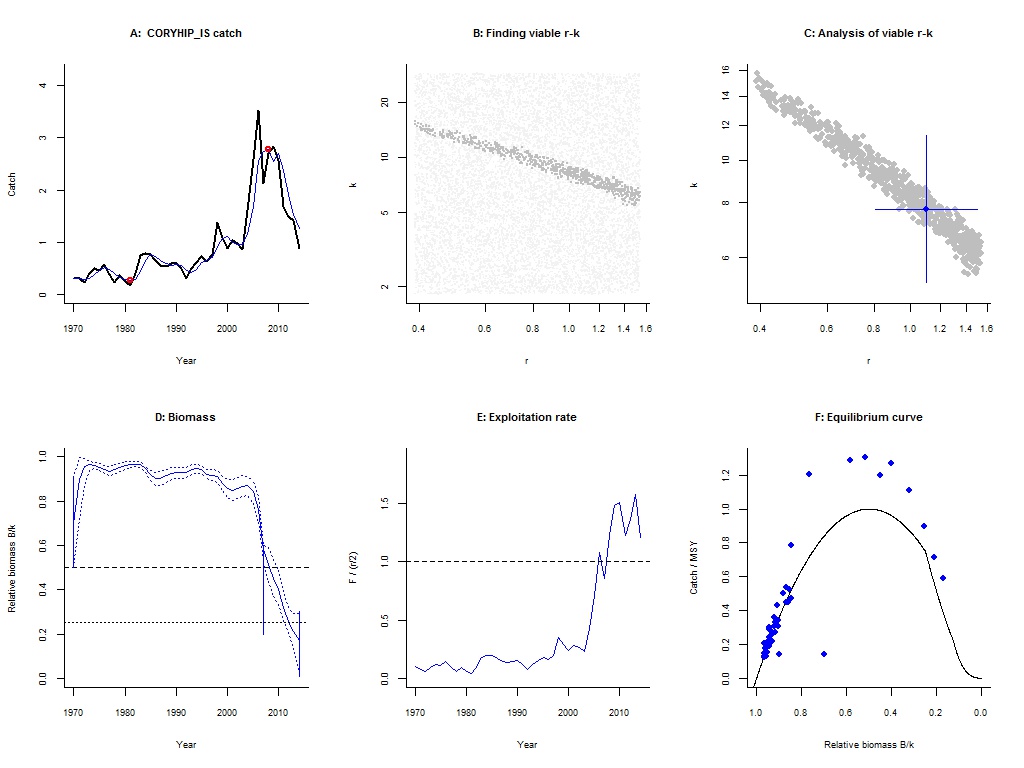 A: CORYHIP_IS catch
Catch
4
3
2
1
0
1970 1980 1990 2000 2010
Year
B: Finding viable r-k
k
20
10
5
2
0.4 0.6 0.8 1.0 1.2 1.4 1.6
r
C: Analysis of viable r-k
k
16
14
12
10
8
6
0.4 0.6 0.8 1.0 1.2 1.4 1.6
r
D: Biomass
Relative biomass B/k
1.0
0.8
0.6
0.4
0.2
0.0
1970 1980 1990 2000 2010
Year
E: Exploitation rate
F / (r/2)
1.5
1.0
0.5
0.0
1970 1980 1990 2000 2010
Year
F: Equilibrium curve
Catch / MSY
1.2
1.0
0.8
0.6
0.4
0.2
0.0
1.0 0.8 0.6 0.4 0.2 0.0
Relative biomass B/k